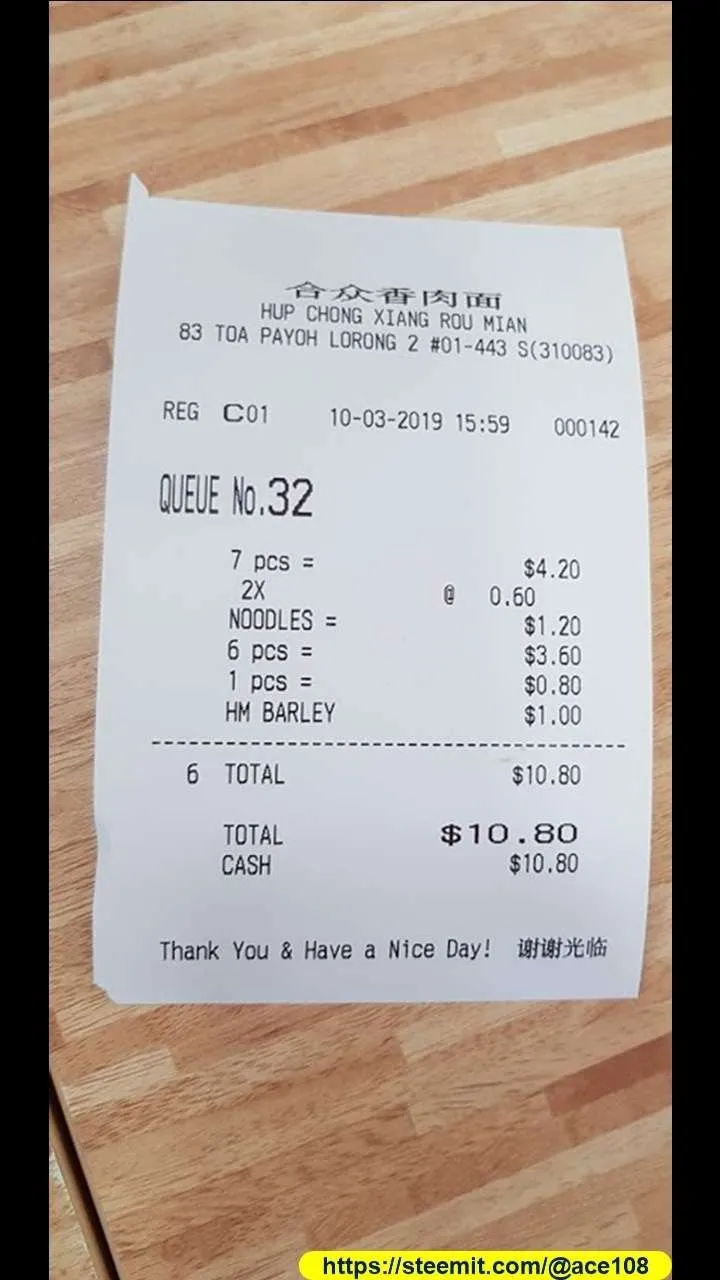 合众香肉面
HUP CHONG XIANG ROU MIAN
83 TOA PAYOH LORONG 2 #01-443 S(310083)
REG C01 10-03-2019 15:59 000142
QUEUE No.32
7 pcs = $4.20
2X @ 0.60
NOODLES = $1.20
6 pcs = $3.60
1 pcs = $0.80
HM BARLEY $1.00
6 TOTAL $10.80
TOTAL $10.80
CASH $10.80
Thank You & Have a Nice Day! 谢谢光临
https://steemit.com/@ace108